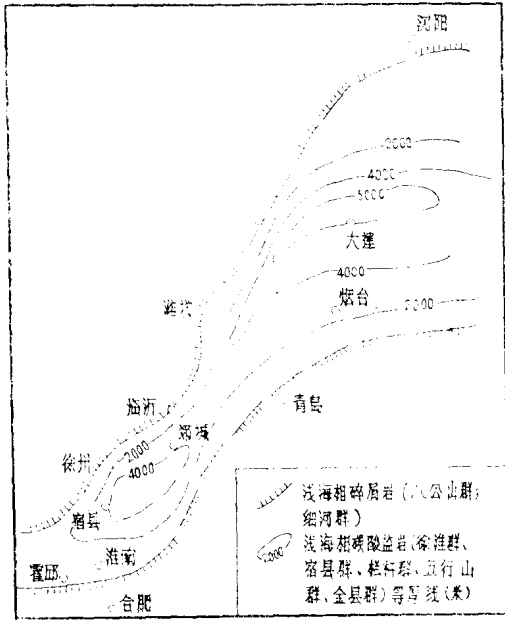 沈阳
2000
4000
5000
大连
4000
烟台
2000
潍坊
临沂
郯城
青岛
徐州
2000
4000
宿县
淮南
霍邱
合肥
浅海相碎屑岩(八公山群;
细河群)
2000
浅海相碳酸盐岩(徐淮群、
宿县群、栏杆群、五行山
群、金县群)等厚线(米)